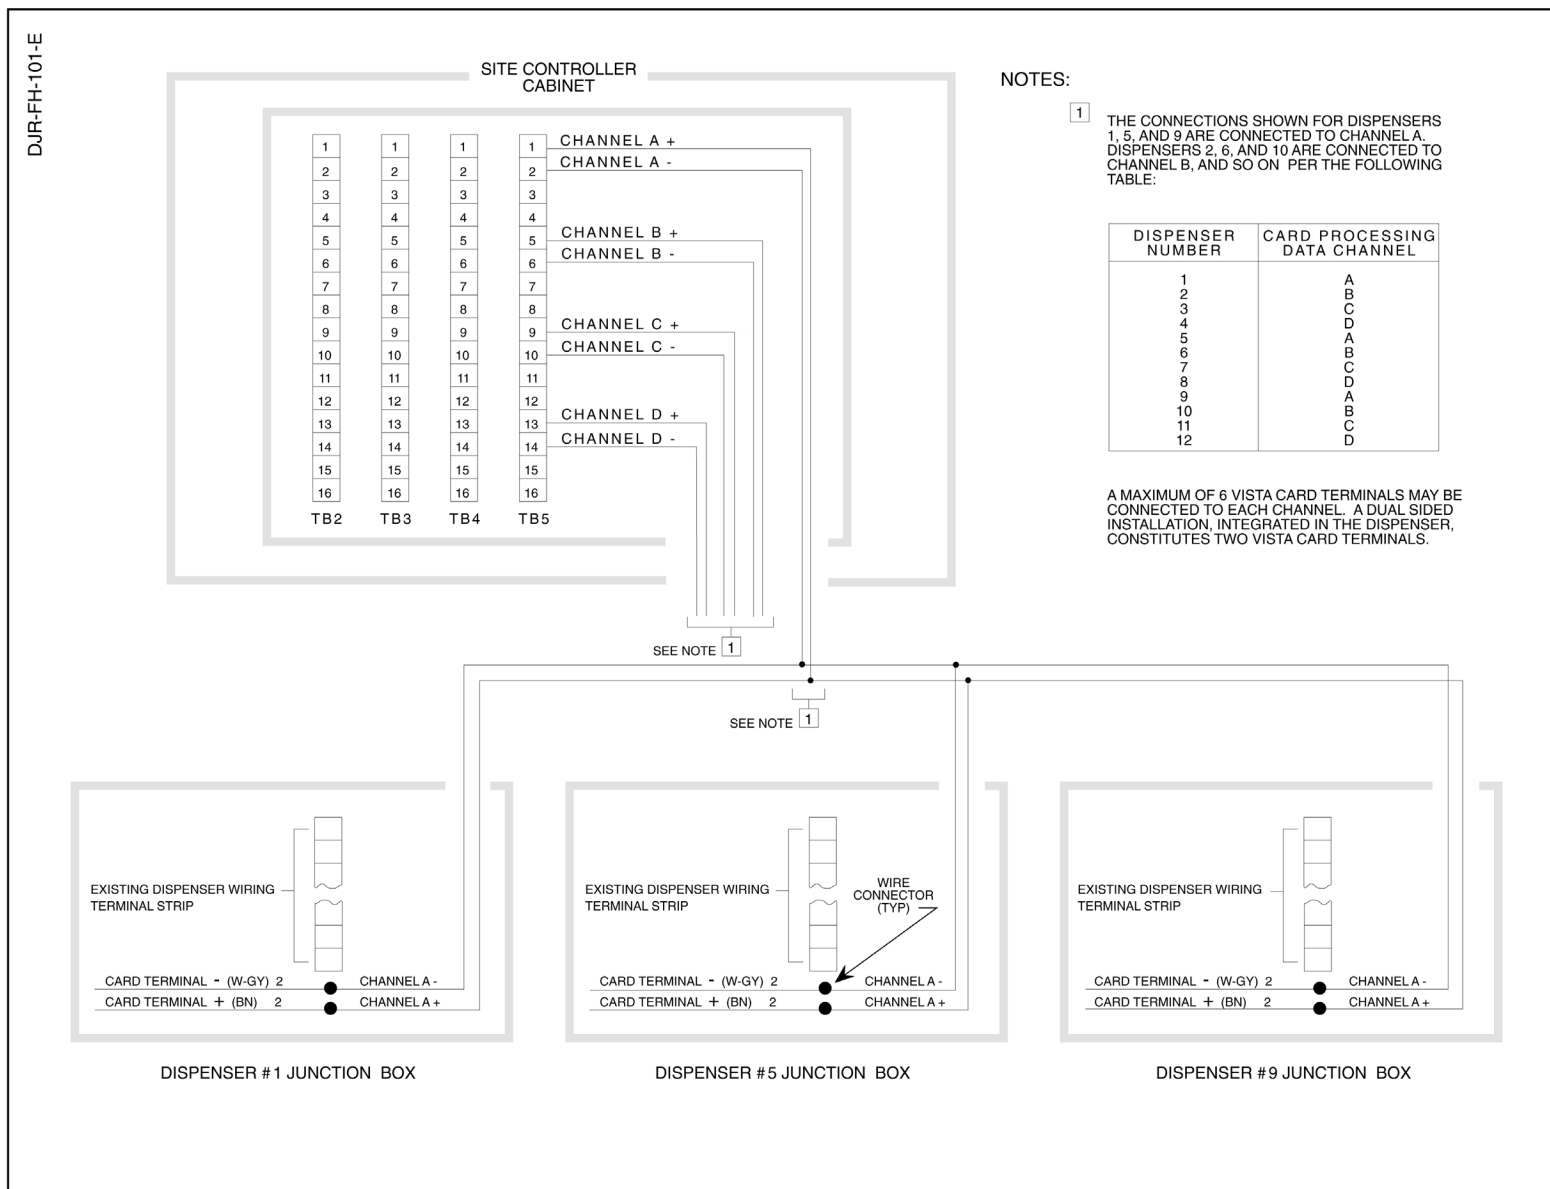 DJR-FH-101-E
SITE CONTROLLER
CABINET
1 1 1 1 CHANNEL A +
2 2 2 2 CHANNEL A -
3 3 3 3
4 4 4 4
5 5 5 5 CHANNEL B +
6 6 6 6 CHANNEL B -
7 7 7 7
8 8 8 8
9 9 9 9 CHANNEL C +
10 10 10 10 CHANNEL C -
11 11 11 11
12 12 12 12
13 13 13 13 CHANNEL D +
14 14 14 14 CHANNEL D -
15 15 15 15
16 16 16 16
TB2 TB3 TB4 TB5
NOTES:
1
THE CONNECTIONS SHOWN FOR DISPENSERS
1, 5, AND 9 ARE CONNECTED TO CHANNEL A.
DISPENSERS 2, 6, AND 10 ARE CONNECTED TO
CHANNEL B, AND SO ON PER THE FOLLOWING
TABLE:
DISPENSER CARD PROCESSING
NUMBER DATA CHANNEL
1 A
2 B
3 C
4 D
5 A
6 B
7 C
8 D
9 A
10 B
11 C
12 D
A MAXIMUM OF 6 VISTA CARD TERMINALS MAY BE
CONNECTED TO EACH CHANNEL. A DUAL SIDED
INSTALLATION, INTEGRATED IN THE DISPENSER,
CONSTITUTES TWO VISTA CARD TERMINALS.
SEE NOTE 1
SEE NOTE 1
EXISTING DISPENSER WIRING
TERMINAL STRIP
CARD TERMINAL - (W-GY) 2 CHANNEL A -
CARD TERMINAL + (BN) 2 CHANNEL A +
DISPENSER #1 JUNCTION BOX
EXISTING DISPENSER WIRING
TERMINAL STRIP
WIRE
CONNECTOR
(TYP)
CARD TERMINAL - (W-GY) 2 CHANNEL A -
CARD TERMINAL + (BN) 2 CHANNEL A +
DISPENSER #5 JUNCTION BOX
EXISTING DISPENSER WIRING
TERMINAL STRIP
CARD TERMINAL - (W-GY) 2 CHANNEL A -
CARD TERMINAL + (BN) 2 CHANNEL A +
DISPENSER #9 JUNCTION BOX